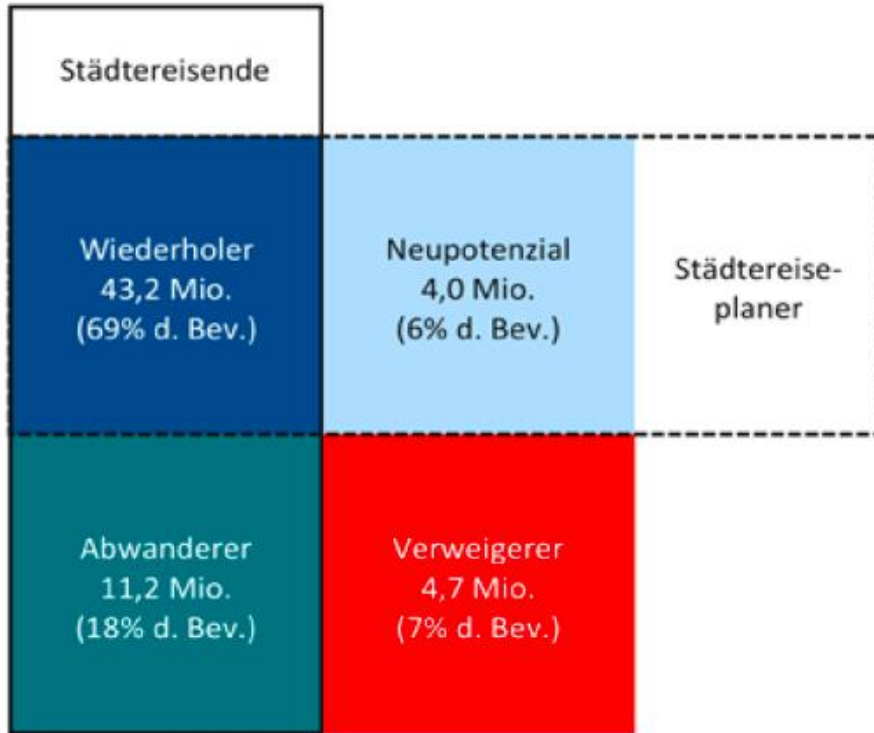 Städtereisende
Wiederholer
43,2 Mio.
(69% d. Bev.)
Neupotenzial
4,0 Mio.
(6% d. Bev.)
Städtereise-
planer
Abwanderer
11,2 Mio.
(18% d. Bev.)
Verweigerer
4,7 Mio.
(7% d. Bev.)